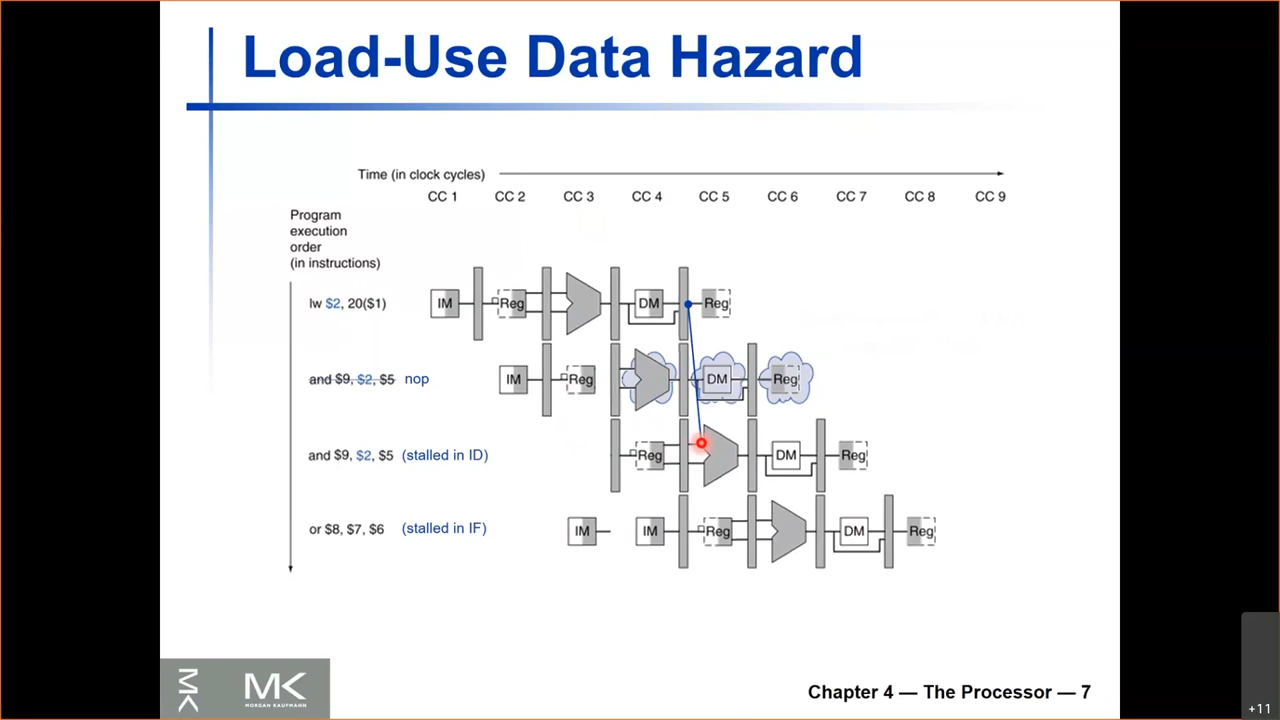 Load-Use Data Hazard
Time (in clock cycles)
CC 1 CC 2 CC 3 CC 4 CC 5 CC 6 CC 7 CC 8 CC 9
Program
execution
order
(in instructions)
lw $2, 20($1) IM Reg DM Reg
and $9, $2, $5 nop IM Reg DM Reg
and $9, $2, $5 (stalled in ID) Reg DM Reg
or $8, $7, $6 (stalled in IF) IM IM Reg DM Reg
MK MK
MORGAN KAUFMANN
Chapter 4 — The Processor — 7
+11